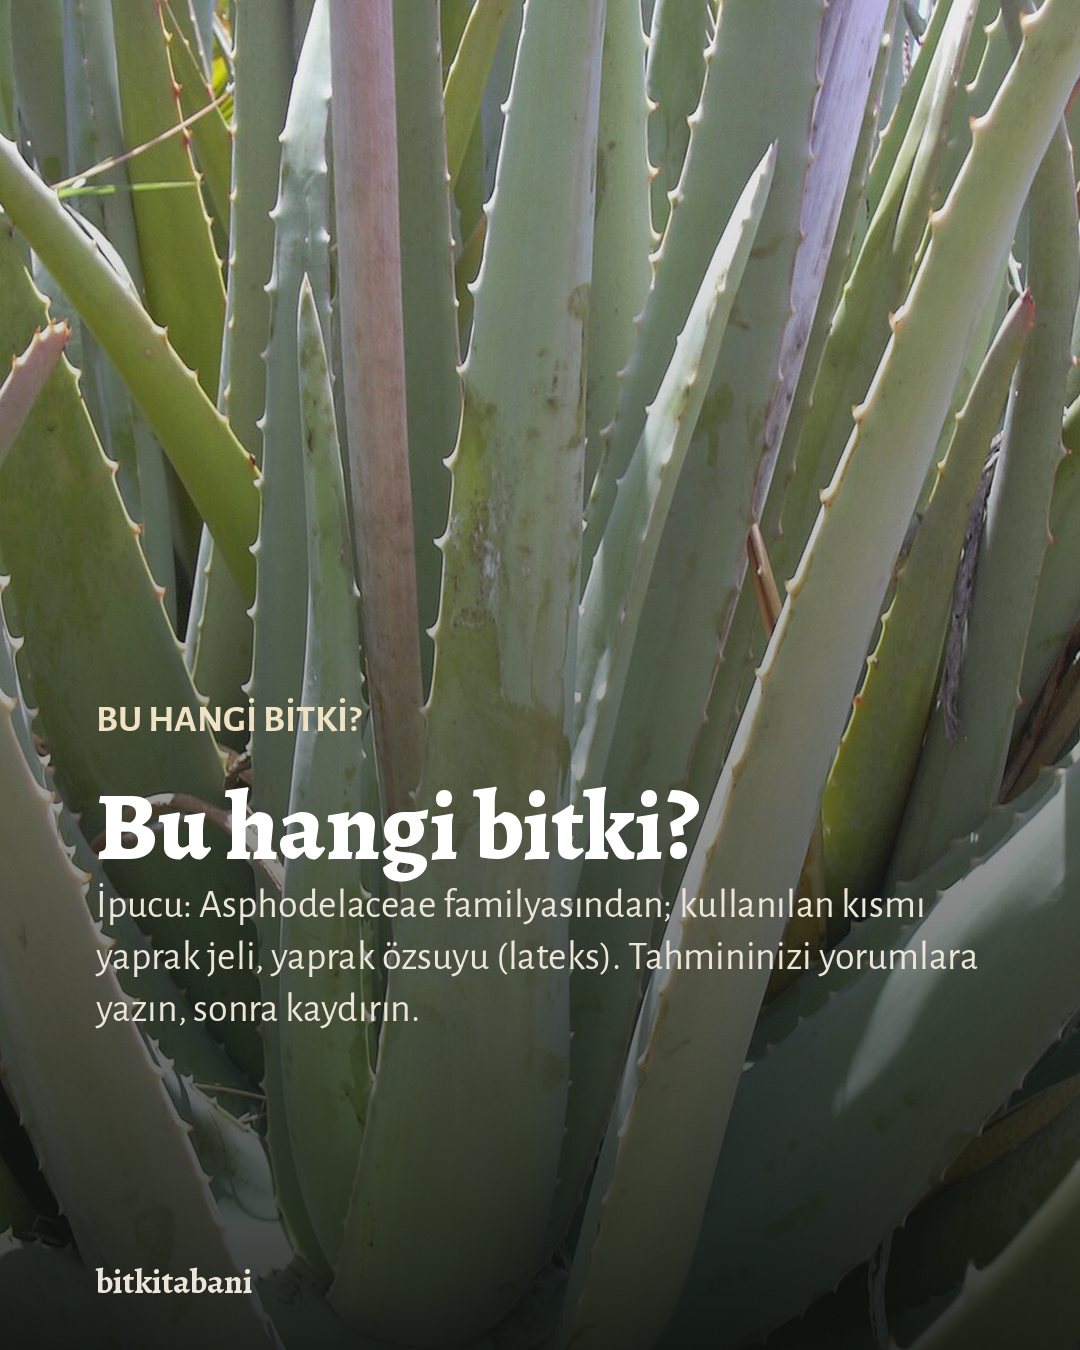 BU HANGİ BİTKİ?
Bu hangi bitki?
İpucu: Asphodelaceae familyasından; kullanılan kısmı
yaprak jeli, yaprak özsuyu (lateks). Tahmininizi yorumlara
yazın, sonra kaydırın.
bitkitabani